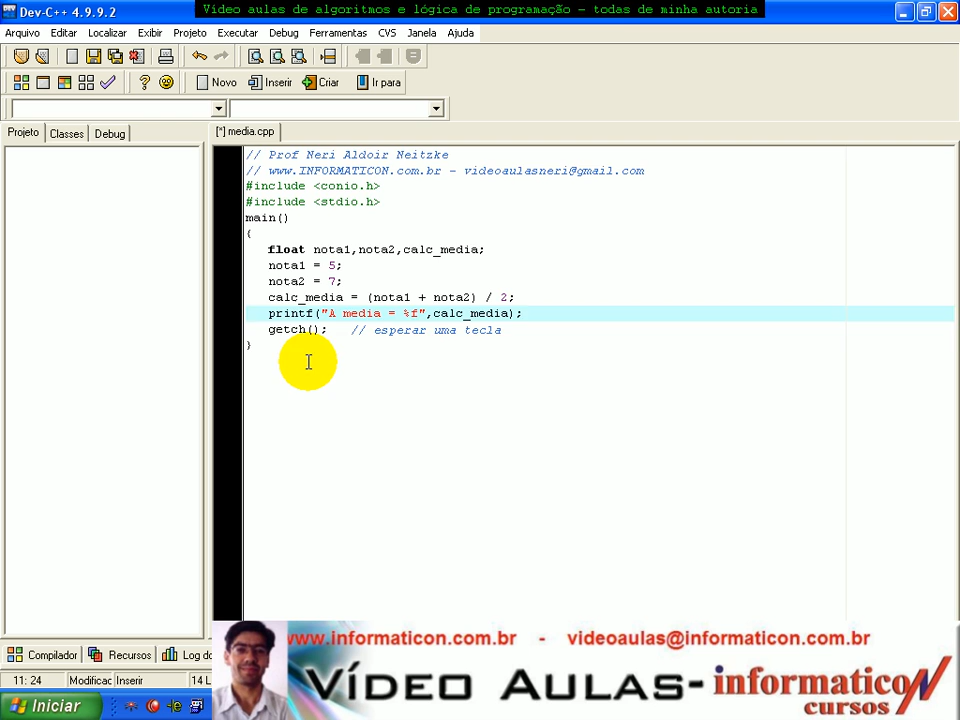 Vídeo aulas de algoritmos e lógica de programação - todas de minha autoria
Dev-C++ 4.9.9.2
Arquivo Editar Localizar Exibir Projeto Executar Debug Ferramentas CVS Janela Ajuda
Novo Inserir Criar Ir para
Projeto Classes Debug [*] media.cpp
// Prof Neri Aldoir Neitzke
// www.INFORMATICON.com.br - videoaulasneri@gmail.com
#include <conio.h>
#include <stdio.h>
main()
{
float nota1,nota2,calc_media;
nota1 = 5;
nota2 = 7;
calc_media = (nota1 + nota2) / 2;
printf("A media = %f",calc_media);
getch(); // esperar uma tecla
}
Compilador Recursos Log do
www.informaticon.com.br - videoaulas@informaticon.com.br
11: 24 Modificac Inserir 14 L
VÍDEO AULAS-informaticon
cursos
Iniciar